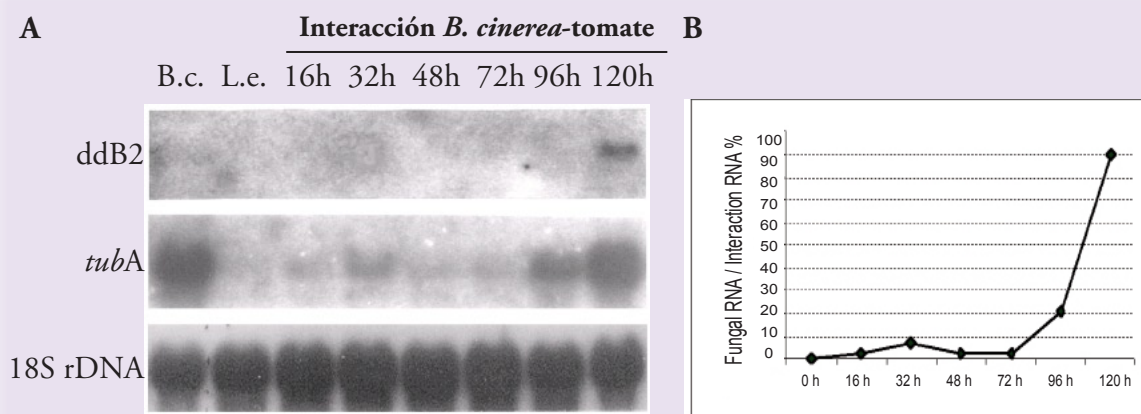 A
Interacción B. cinerea-tomate
B.c. L.e. 16h 32h 48h 72h 96h 120h
ddB2
tubA
18S rDNA
B
Fungal RNA / Interaction RNA %
100
90
80
70
60
50
40
30
20
10
0
0 h 16 h 32 h 48 h 72 h 96 h 120 h